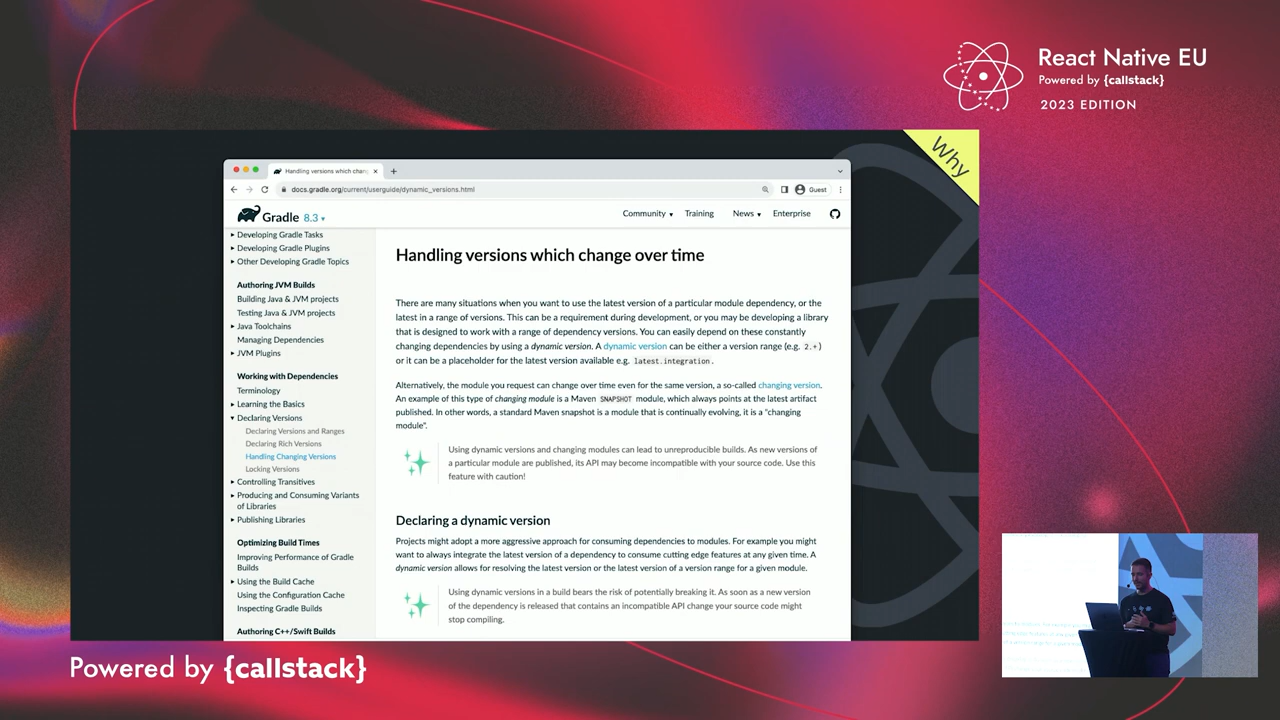 React Native EU
Powered by {callstack}
2023 EDITION
Why
Handling versions which chang
docs.gradle.org/current/userguide/dynamic_versions.html
Guest
Gradle 8.3
Community
Training
News
Enterprise
Developing Gradle Tasks
Developing Gradle Plugins
Other Developing Gradle Topics
Authoring JVM Builds
Building Java & JVM projects
Testing Java & JVM projects
Java Toolchains
Managing Dependencies
JVM Plugins
Working with Dependencies
Terminology
Learning the Basics
Declaring Versions
Declaring Versions and Ranges
Declaring Rich Versions
Handling Changing Versions
Locking Versions
Controlling Transitives
Producing and Consuming Variants
of Libraries
Publishing Libraries
Optimizing Build Times
Improving Performance of Gradle
Builds
Using the Build Cache
Using the Configuration Cache
Inspecting Gradle Builds
Authoring C++/Swift Builds
Handling versions which change over time
There are many situations when you want to use the latest version of a particular module dependency, or the
latest in a range of versions. This can be a requirement during development, or you may be developing a library
that is designed to work with a range of dependency versions. You can easily depend on these constantly
changing dependencies by using a dynamic version. A dynamic version can be either a version range (e.g. 2.+)
or it can be a placeholder for the latest version available e.g. latest.integration.
Alternatively, the module you request can change over time even for the same version, a so-called changing version.
An example of this type of changing module is a Maven SNAPSHOT module, which always points at the latest artifact
published. In other words, a standard Maven snapshot is a module that is continually evolving, it is a "changing
module".
Using dynamic versions and changing modules can lead to unreproducible builds. As new versions of
a particular module are published, its API may become incompatible with your source code. Use this
feature with caution!
Declaring a dynamic version
Projects might adopt a more aggressive approach for consuming dependencies to modules. For example you might
want to always integrate the latest version of a dependency to consume cutting edge features at any given time. A
dynamic version allows for resolving the latest version or the latest version of a version range for a given module.
Using dynamic versions in a build bears the risk of potentially breaking it. As soon as a new version
of the dependency is released that contains an incompatible API change your source code might
stop compiling.
Powered by {callstack}